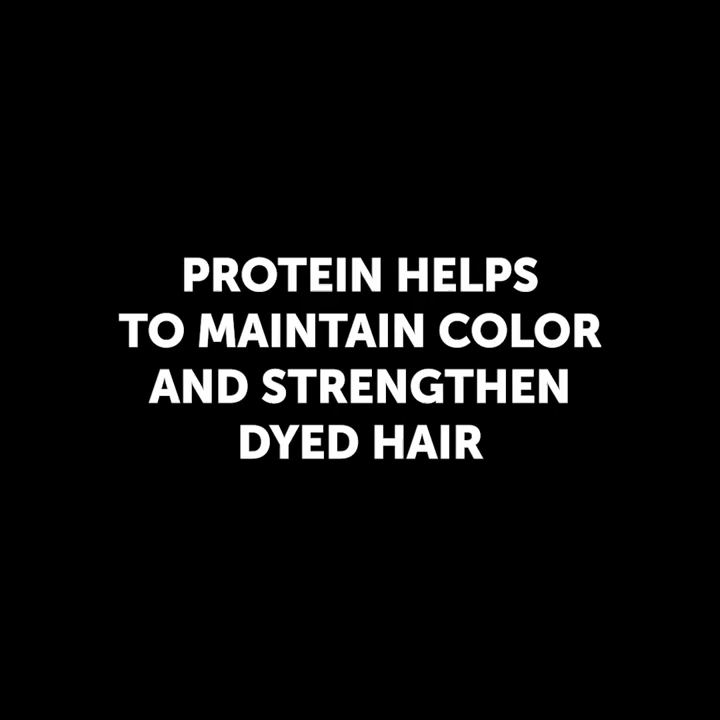 PROTEIN HELPS
TO MAINTAIN COLOR
AND STRENGTHEN
DYED HAIR